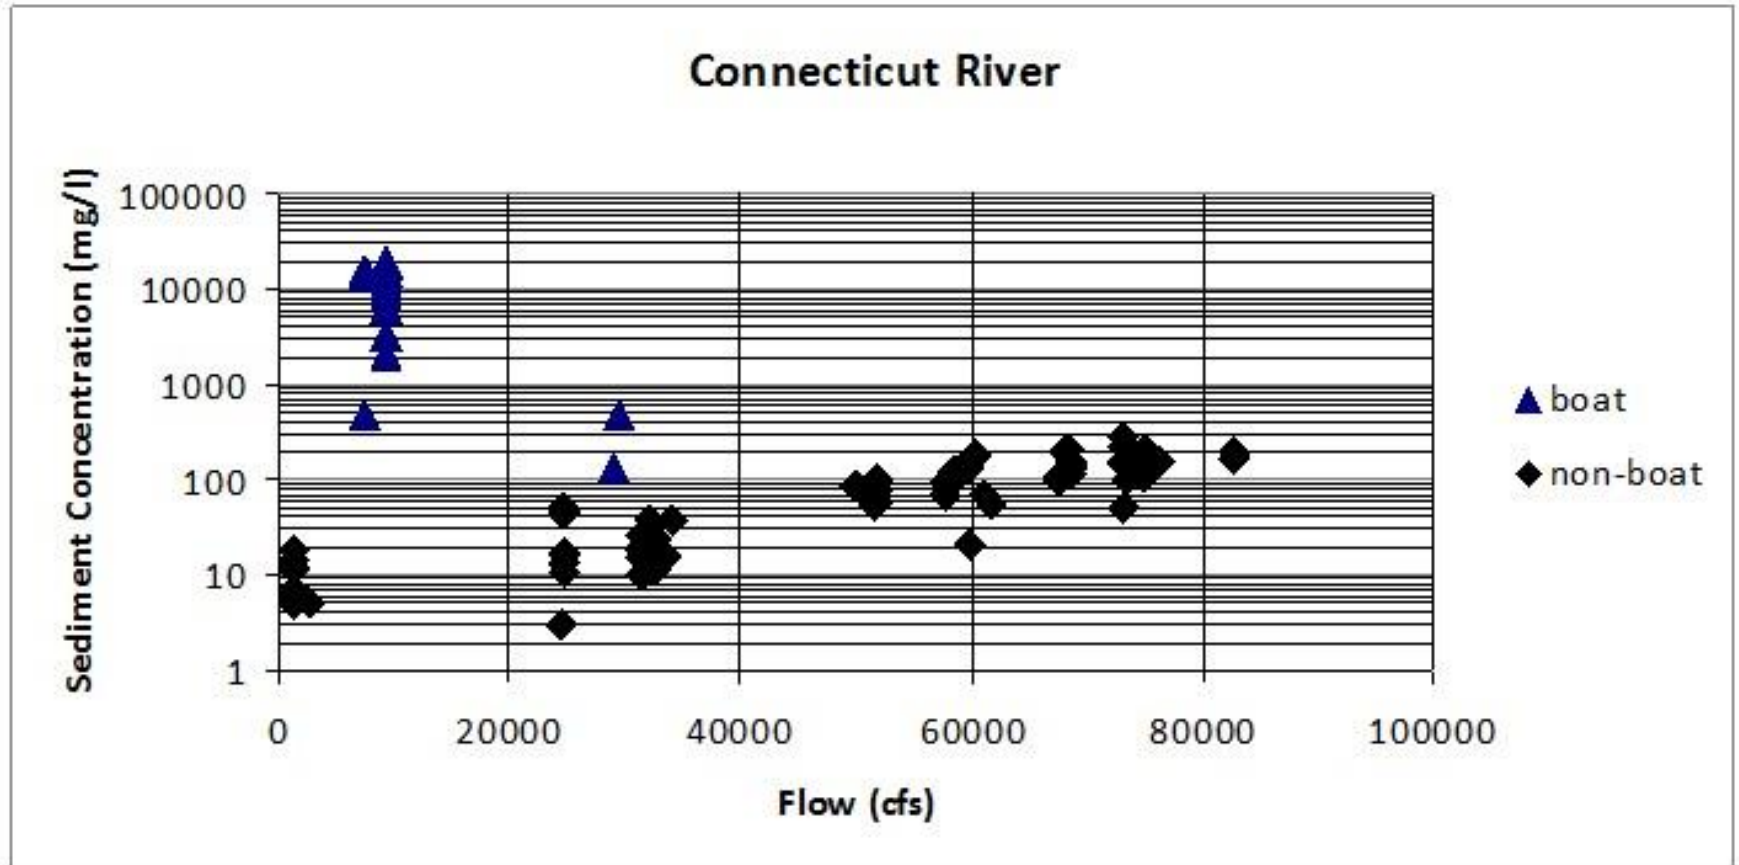 Connecticut River
Sediment Concentration (mg/l)
100000
10000
1000
100
10
1
0 20000 40000 60000 80000 100000
Flow (cfs)
boat
non-boat